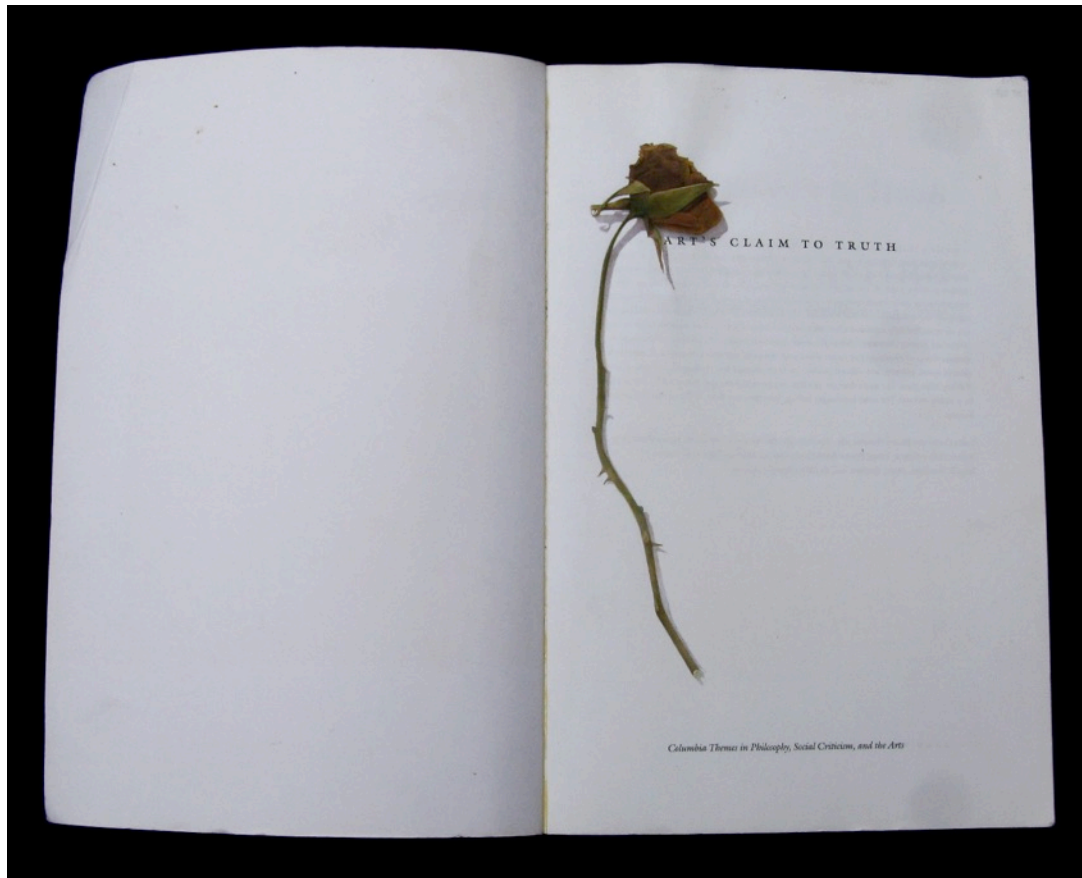 ART'S CLAIM TO TRUTH
Columbia Themes in Philosophy, Social Criticism, and the Arts